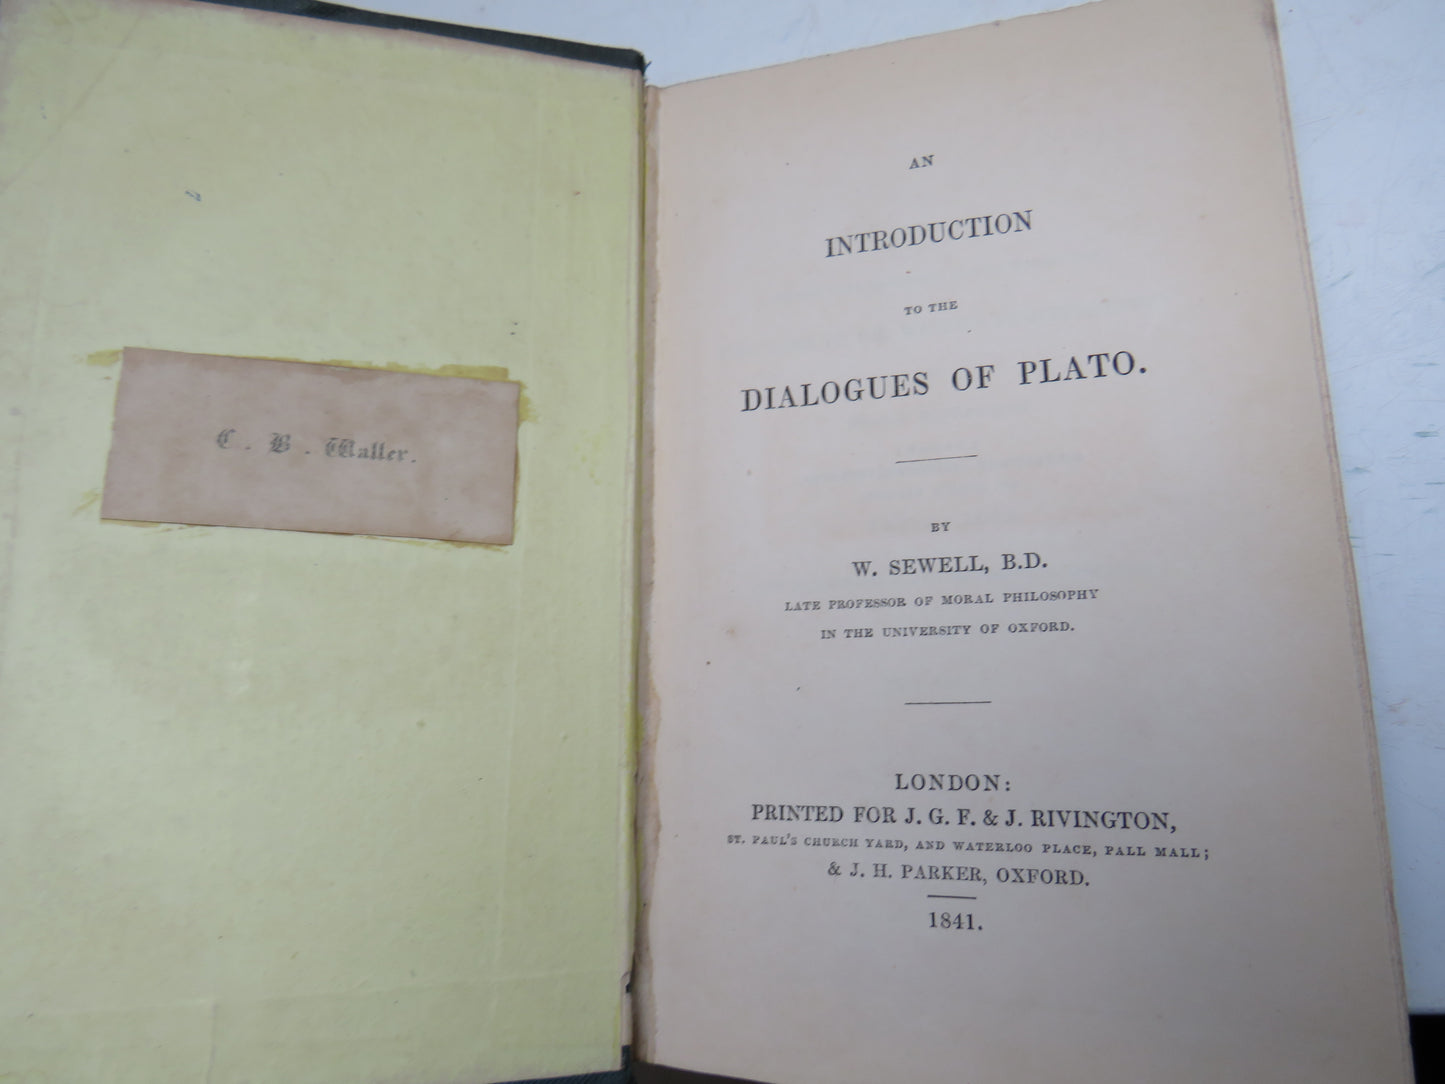 C. B. Waller.
AN
INTRODUCTION
TO THE
DIALOGUES OF PLATO.
BY
W. SEWELL, B.D.
LATE PROFESSOR OF MORAL PHILOSOPHY
IN THE UNIVERSITY OF OXFORD.
LONDON:
PRINTED FOR J. G. F. & J. RIVINGTON,
ST. PAUL'S CHURCH YARD, AND WATERLOO PLACE, PALL MALL;
& J. H. PARKER, OXFORD.
1841.